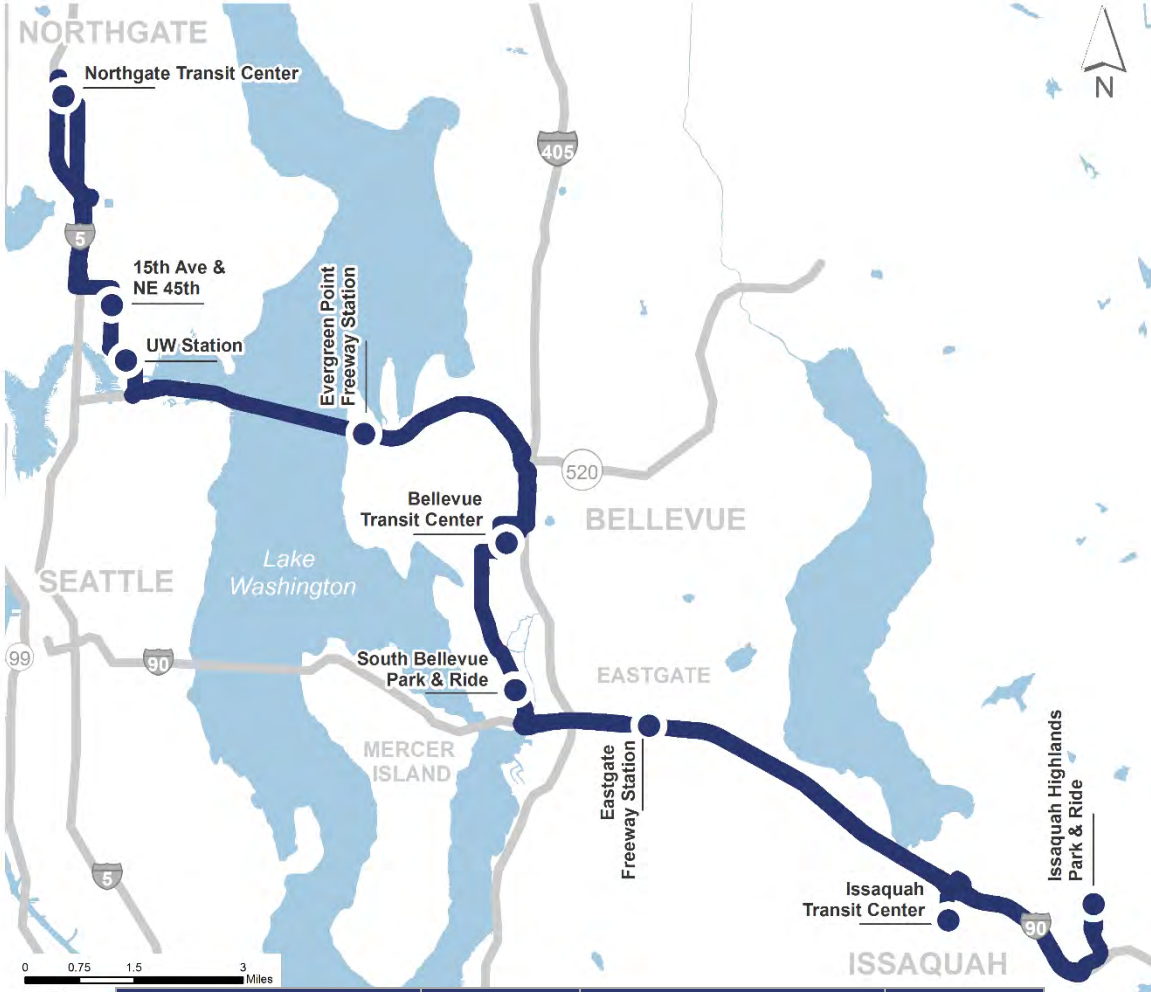 NORTHGATE
Northgate Transit Center
N
405
5
15th Ave &
NE 45th
UW Station
Evergreen Point
Freeway Station
520
Bellevue
Transit Center
BELLEVUE
Lake
Washington
SEATTLE
99
90
South Bellevue
Park & Ride
EASTGATE
MERCER
ISLAND
Eastgate
Freeway Station
Issaquah Highlands
Park & Ride
5
Issaquah
Transit Center
90
ISSAQUAH
0 0.75 1.5 3
Miles